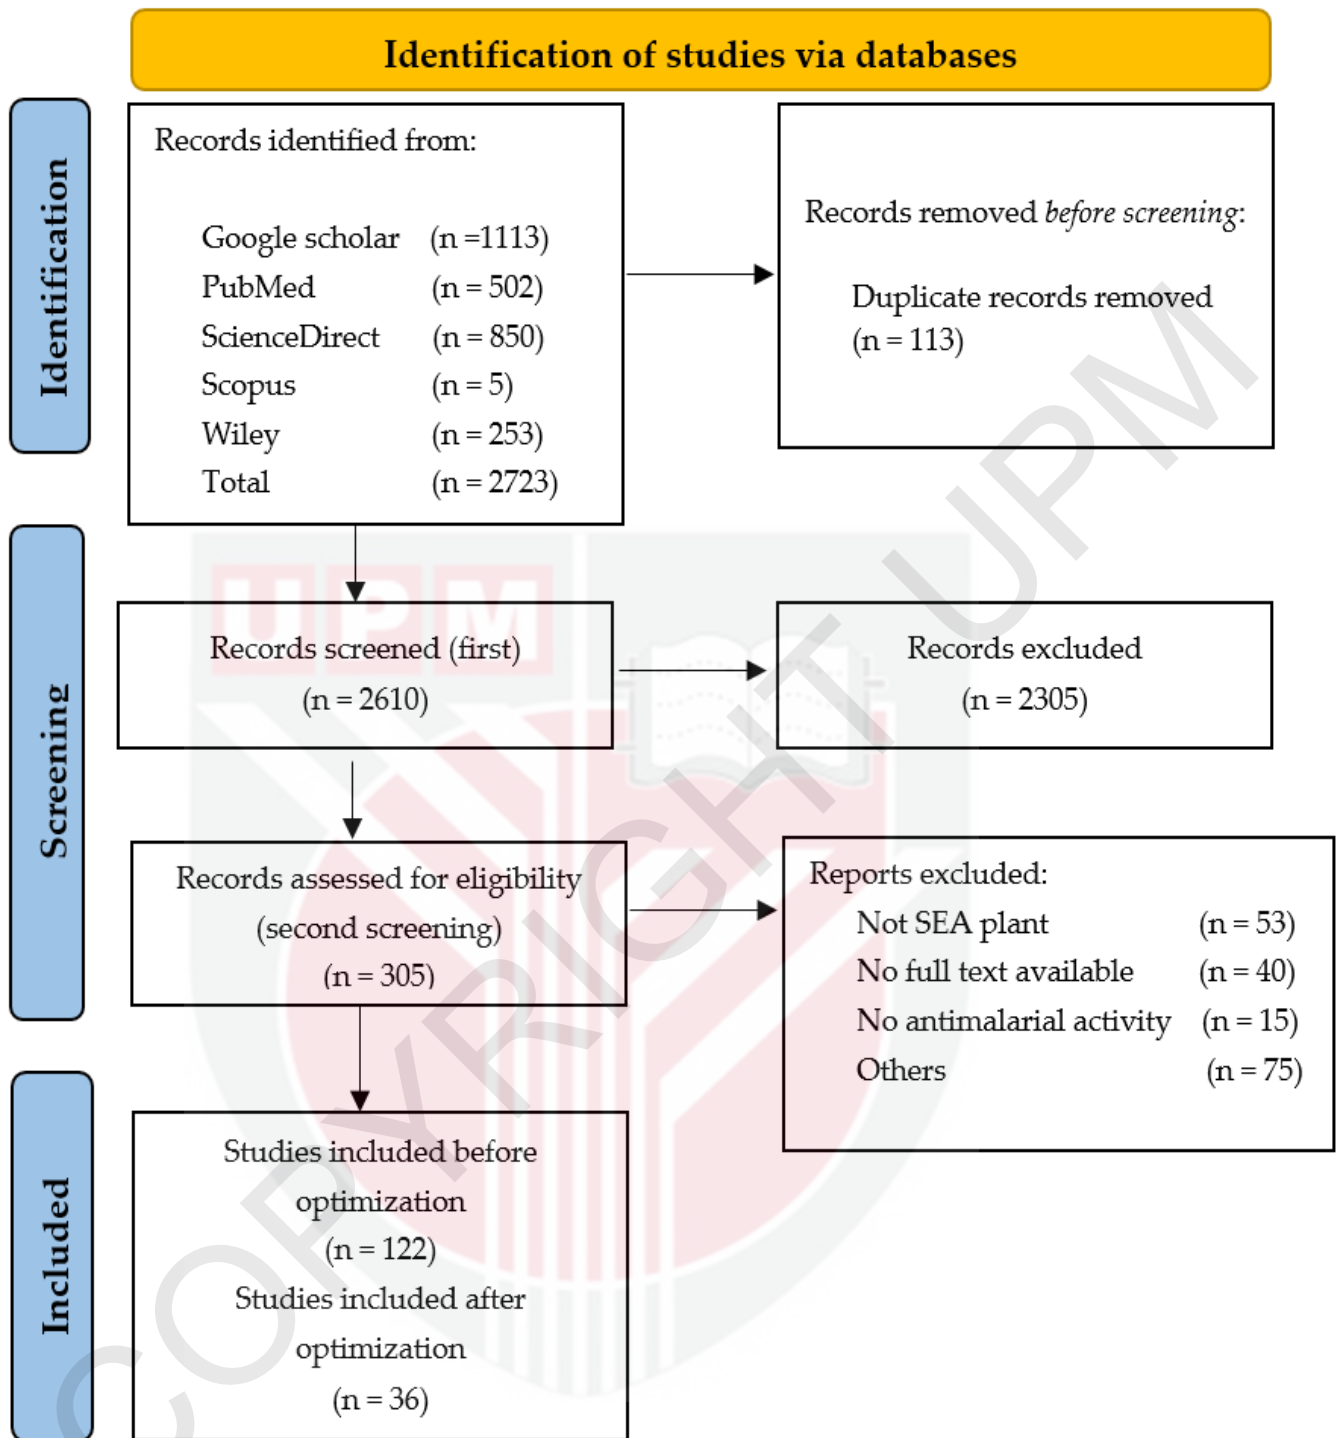 Identification of studies via databases
Identification
Records identified from:
Google scholar (n =1113)
PubMed (n = 502)
ScienceDirect (n = 850)
Scopus (n = 5)
Wiley (n = 253)
Total (n = 2723)
Records removed before screening:
Duplicate records removed
(n = 113)
Screening
Records screened (first)
(n = 2610)
Records excluded
(n = 2305)
Records assessed for eligibility
(second screening)
(n = 305)
Reports excluded:
Not SEA plant (n = 53)
No full text available (n = 40)
No antimalarial activity (n = 15)
Others (n = 75)
Included
Studies included before
optimization
(n = 122)
Studies included after
optimization
(n = 36)
UPM
COPYRIGHT UPM